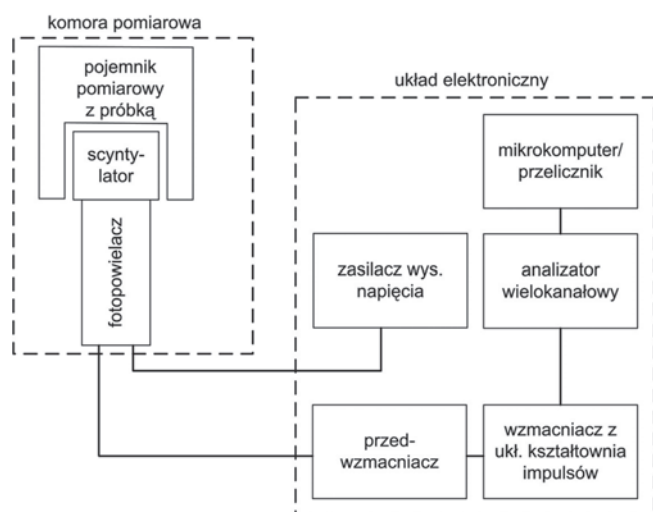 komora pomiarowa
pojemnik
pomiarowy
z próbką
scynty-
lator
fotopowielacz
układ elektroniczny
mikrokomputer/
przelicznik
zasilacz wys.
napięcia
analizator
wielokanałowy
przed-
wzmacniacz
wzmacniacz z
ukł. kształtownia
impulsów